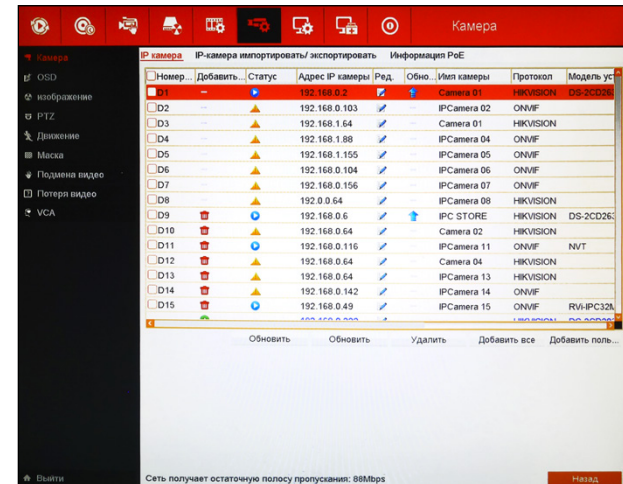 Камера
Камера
OSD
изображение
PTZ
Движение
Маска
Подмена видео
Потеря видео
VCA
Выйти
IP камера IP-камера импортировать/ экспортировать Информация PoE
Номер... Добавить... Статус Адрес IP камеры Ред. Обно... Имя камеры Протокол Модель уст
D1 192.168.0.2 Camera 01 HIKVISION DS-2CD263
D2 192.168.0.103 IPCamera 02 ONVIF
D3 192.168.1.64 Camera 01 HIKVISION
D4 192.168.1.88 IPCamera 04 ONVIF
D5 192.168.1.155 IPCamera 05 ONVIF
D6 192.168.0.104 IPCamera 06 ONVIF
D7 192.168.0.156 IPCamera 07 ONVIF
D8 192.0.0.64 IPCamera 08 HIKVISION
D9 192.168.0.6 IPC STORE HIKVISION DS-2CD263
D10 192.168.0.64 Camera 02 HIKVISION
D11 192.168.0.116 IPCamera 11 ONVIF NVT
D12 192.168.0.64 Camera 04 HIKVISION
D13 192.168.0.64 IPCamera 13 HIKVISION
D14 192.168.0.142 IPCamera 14 ONVIF
D15 192.168.0.49 IPCamera 15 ONVIF RVi-IPC32M
Обновить Обновить Удалить Добавить все Добавить поль...
Сеть получает остаточную полосу пропускания: 88Mbps
Назад